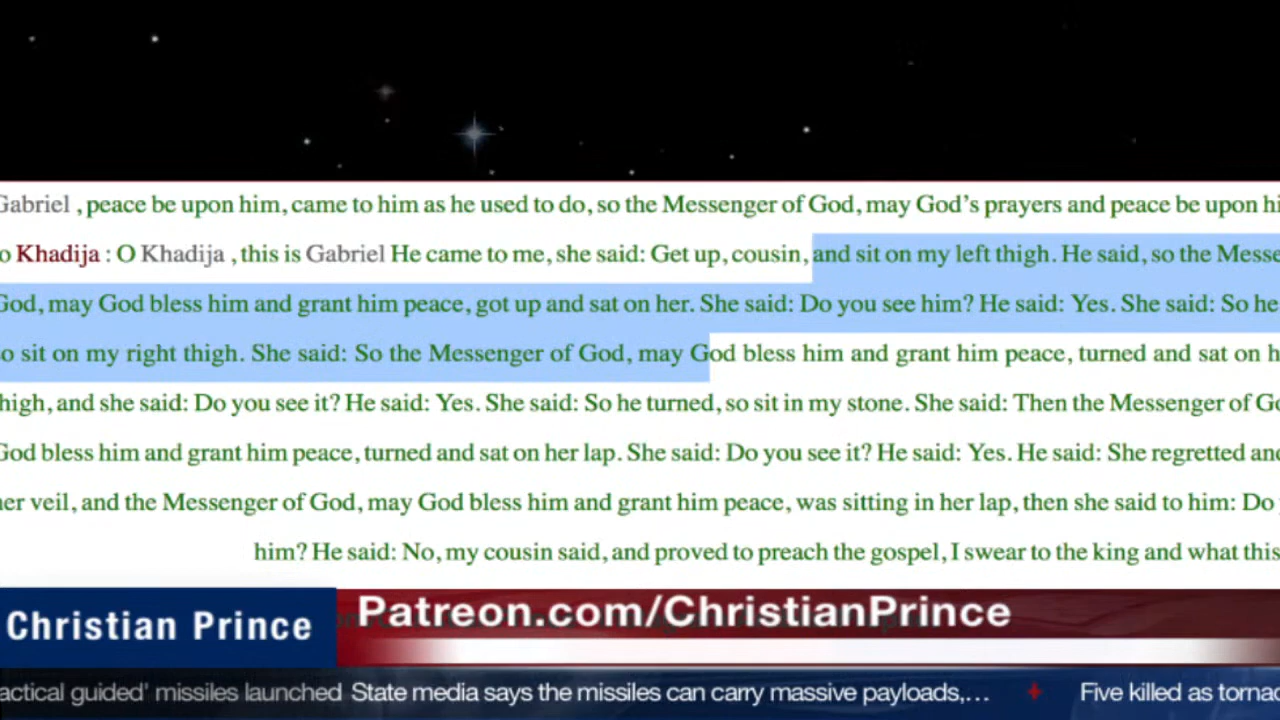 Gabriel , peace be upon him, came to him as he used to do, so the Messenger of God, may God's prayers and peace be upon hi
o Khadija : O Khadija , this is Gabriel He came to me, she said: Get up, cousin, and sit on my left thigh. He said, so the Messe
God, may God bless him and grant him peace, got up and sat on her. She said: Do you see him? He said: Yes. She said: So he
o sit on my right thigh. She said: So the Messenger of God, may God bless him and grant him peace, turned and sat on h
high, and she said: Do you see it? He said: Yes. She said: So he turned, so sit in my stone. She said: Then the Messenger of Go
God bless him and grant him peace, turned and sat on her lap. She said: Do you see it? He said: Yes. He said: She regretted and
her veil, and the Messenger of God, may God bless him and grant him peace, was sitting in her lap, then she said to him: Do
him? He said: No, my cousin said, and proved to preach the gospel, I swear to the king and what this
Christian Prince
Patreon.com/ChristianPrince
actical guided' missiles launched State media says the missiles can carry massive payloads,… Five killed as tornad